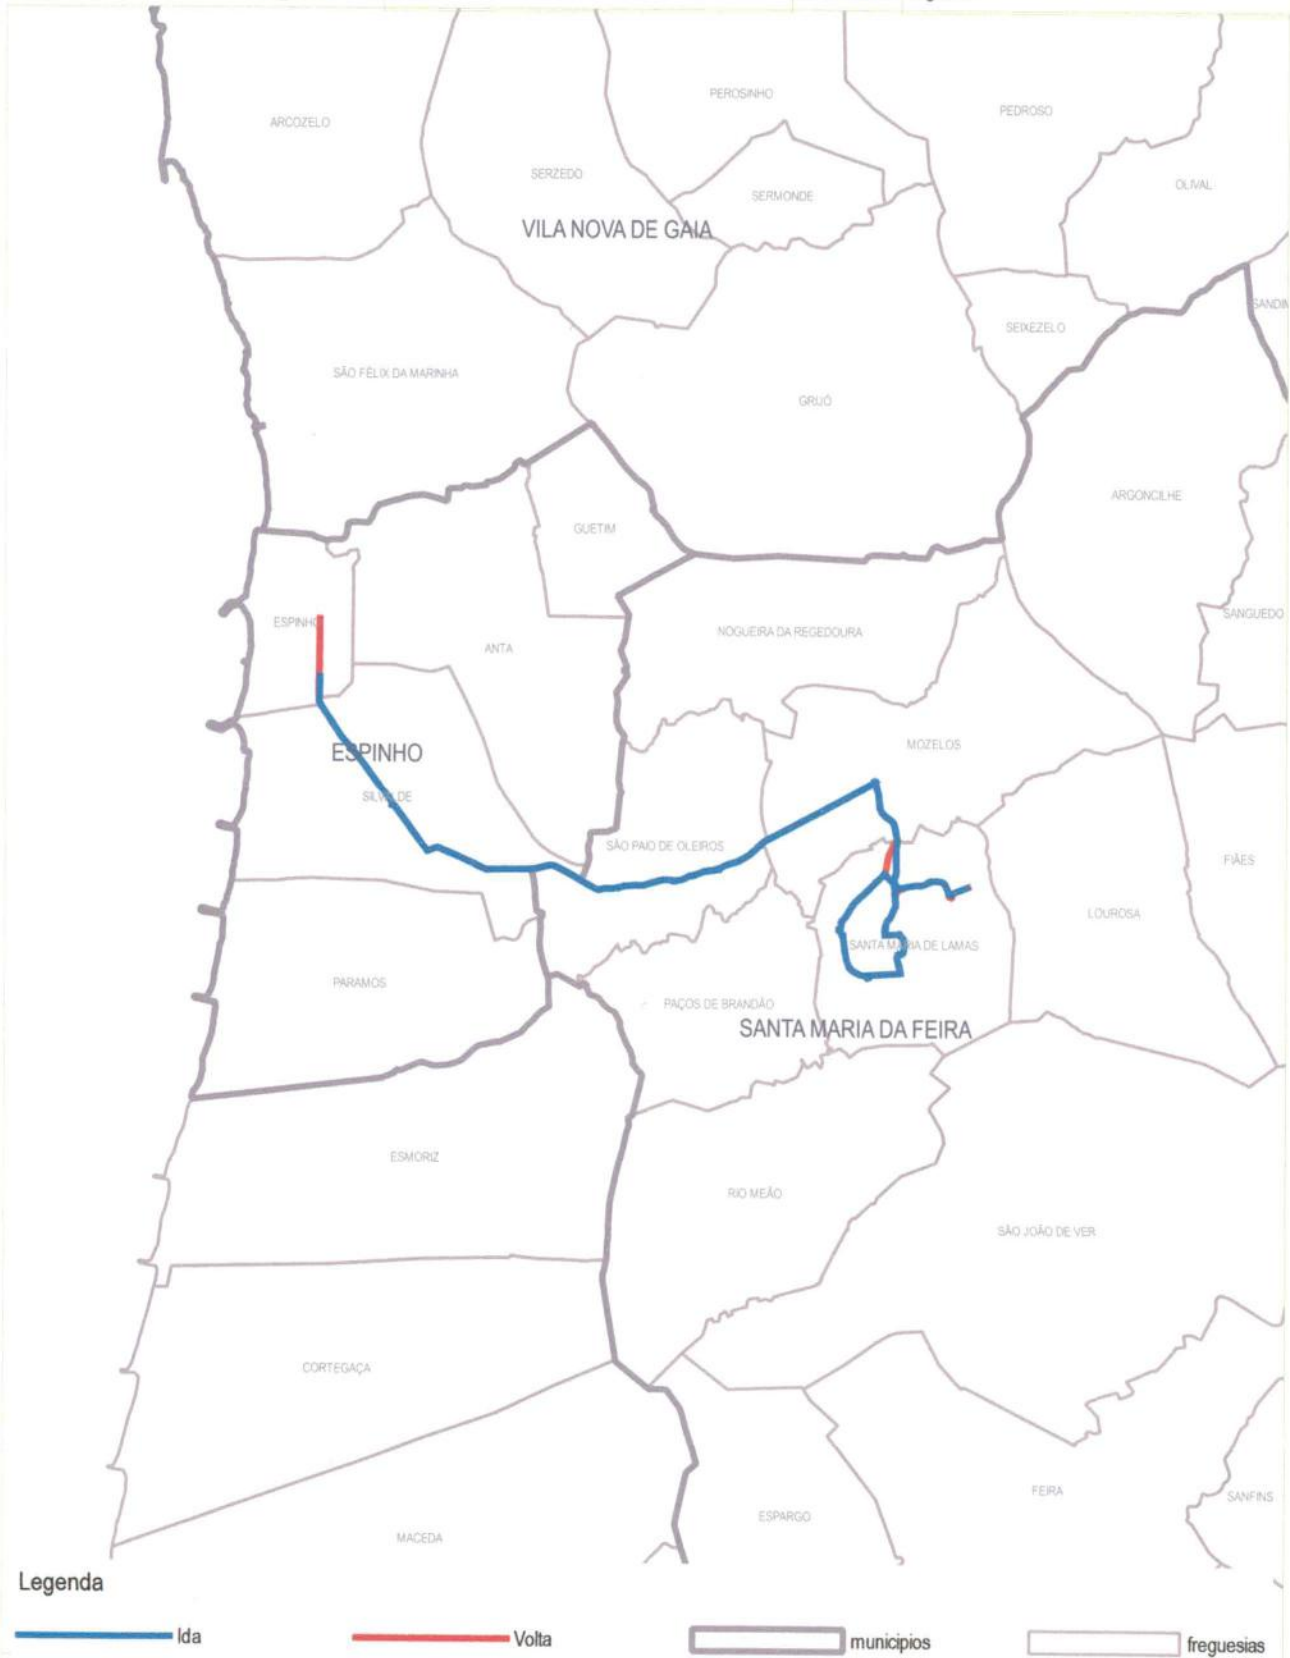 PEROSINHO
ARCOZELO
PEDROSO
SERZEDO
SERMONDE
OLIVAL
VILA NOVA DE GAIA
SANDIN
SEIXEZELO
SÃO FÉLIX DA MARINHA
GRIJÓ
ARGONCILHE
GUETIM
ESPINHO
NOGUEIRA DA REGEDOURA
SANGUEDO
ANTA
MOZELOS
ESPINHO
SILVALDE
SÃO PAIO DE OLEIROS
FIÃES
LOUROSA
SANTA MARIA DE LAMAS
PARAMOS
PAÇOS DE BRANDÃO
SANTA MARIA DA FEIRA
ESMORIZ
RIO MEÃO
SÃO JOÃO DE VER
CORTEGAÇA
FEIRA
SANFINS
ESPARGO
MACEDA
Legenda
Ida
Volta
municipios
freguesias